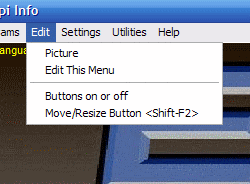 pi Info
ams Edit Settings Utilities Help
angua
Picture
Edit This Menu
Buttons on or off
Move/Resize Button <Shift-F2>